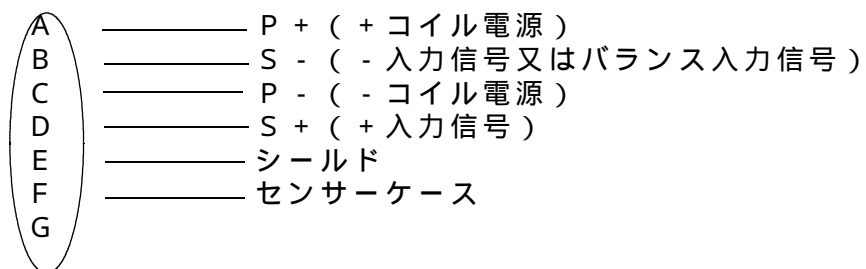 A P + ( + コイル電源 )
B S - ( - 入力信号又はバランス入力信号 )
C P - ( - コイル電源 )
D S + ( + 入力信号 )
E シールド
F センサーケース
G